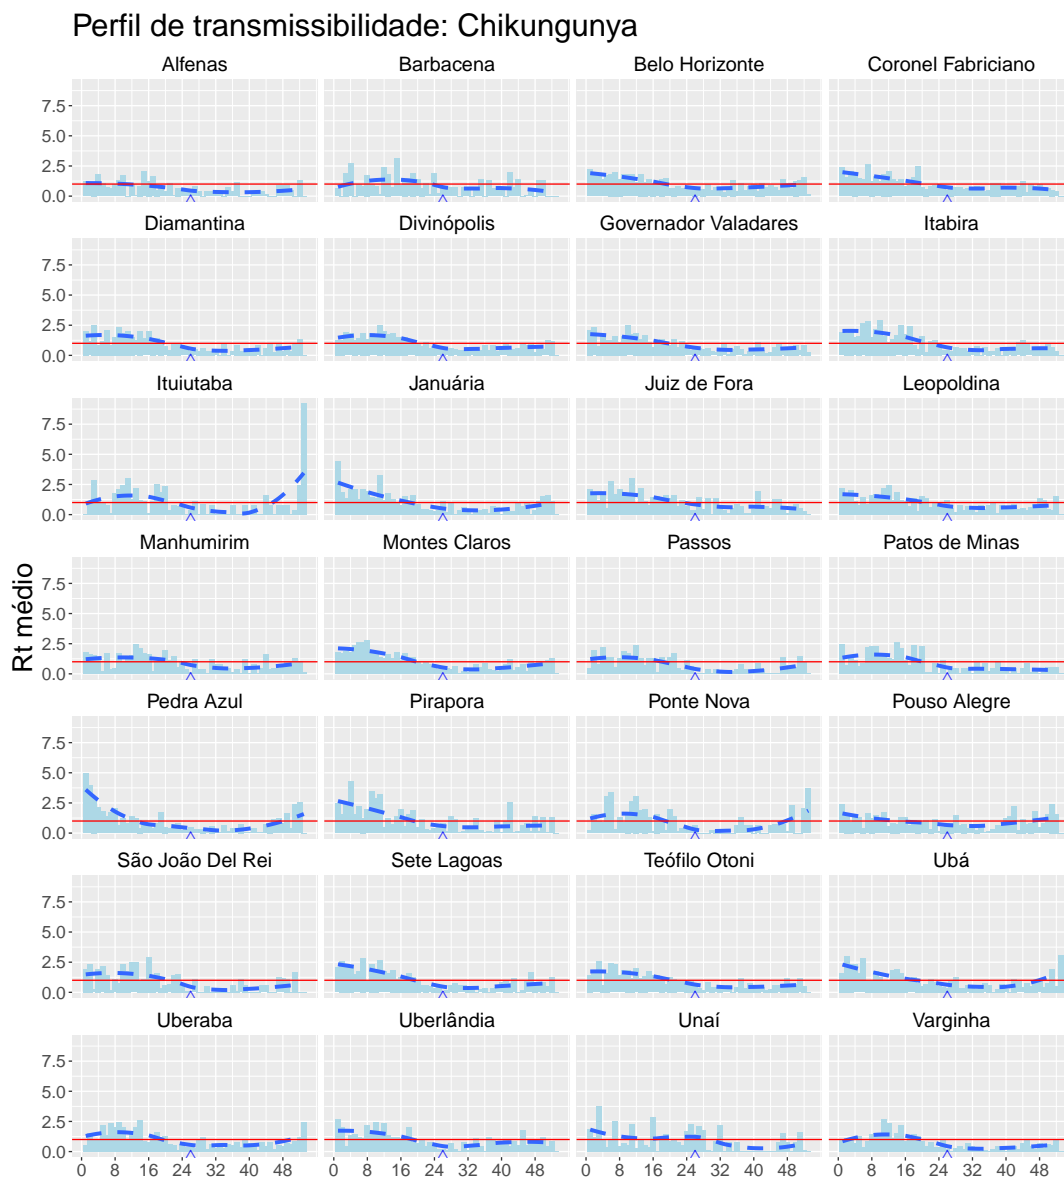 Perfil de transmissibilidade: Chikungunya
Alfenas Barbacena Belo Horizonte Coronel Fabriciano
7.5
5.0
2.5
0.0
Diamantina Divinópolis Governador Valadares Itabira
7.5
5.0
2.5
0.0
Ituiutaba Januária Juiz de Fora Leopoldina
7.5
5.0
2.5
0.0
Manhumirim Montes Claros Passos Patos de Minas
7.5
5.0
2.5
0.0
Rt médio
Pedra Azul Pirapora Ponte Nova Pouso Alegre
7.5
5.0
2.5
0.0
São João Del Rei Sete Lagoas Teófilo Otoni Ubá
7.5
5.0
2.5
0.0
Uberaba Uberlândia Unaí Varginha
7.5
5.0
2.5
0.0
0 8 16 24 32 40 48 0 8 16 24 32 40 48 0 8 16 24 32 40 48 0 8 16 24 32 40 48